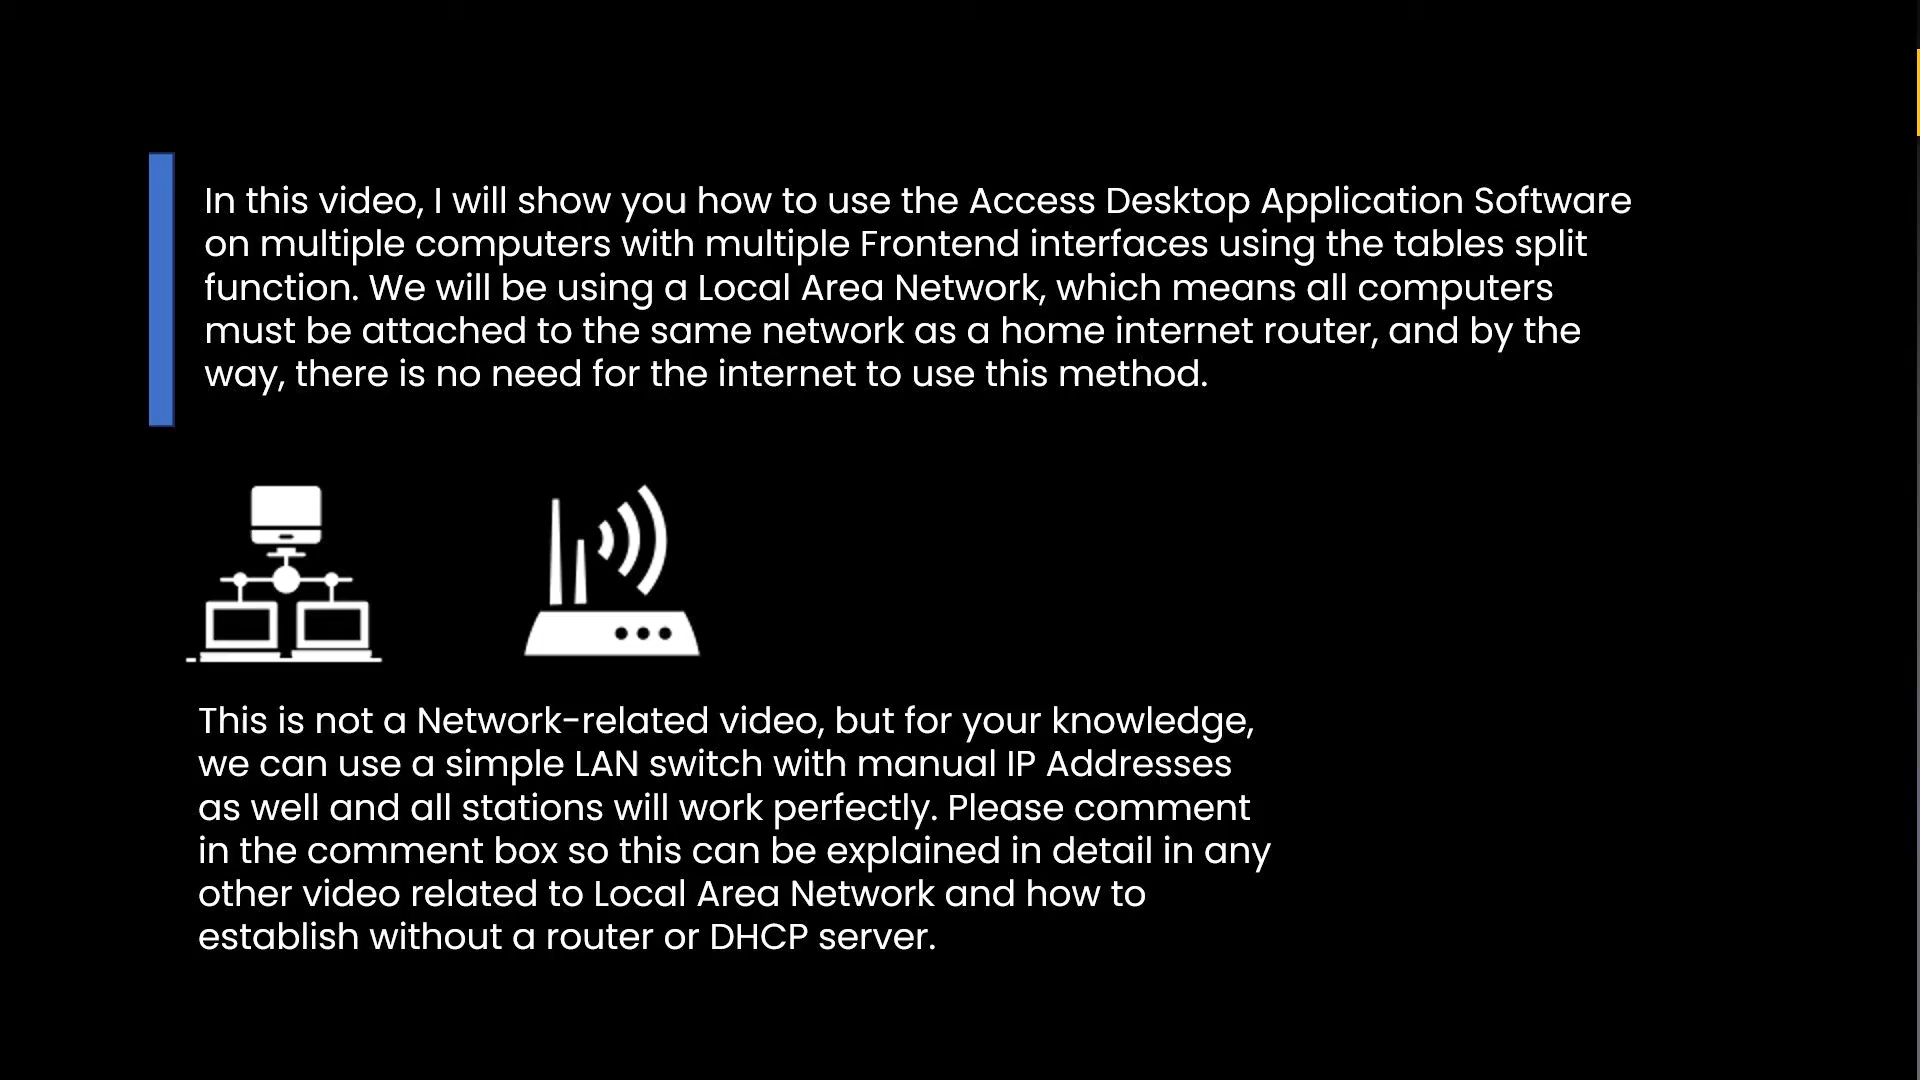 In this video, I will show you how to use the Access Desktop Application Software
on multiple computers with multiple Frontend interfaces using the tables split
function. We will be using a Local Area Network, which means all computers
must be attached to the same network as a home internet router, and by the
way, there is no need for the internet to use this method.
This is not a Network-related video, but for your knowledge,
we can use a simple LAN switch with manual IP Addresses
as well and all stations will work perfectly. Please comment
in the comment box so this can be explained in detail in any
other video related to Local Area Network and how to
establish without a router or DHCP server.